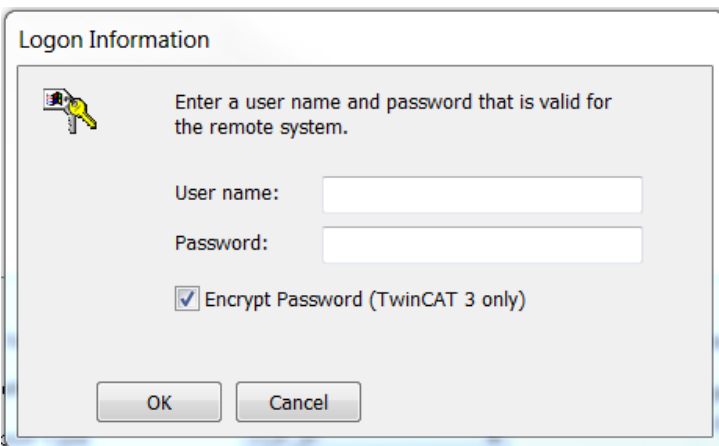 Logon Information
Enter a user name and password that is valid for
the remote system.
User name:
Password:
Encrypt Password (TwinCAT 3 only)
OK Cancel